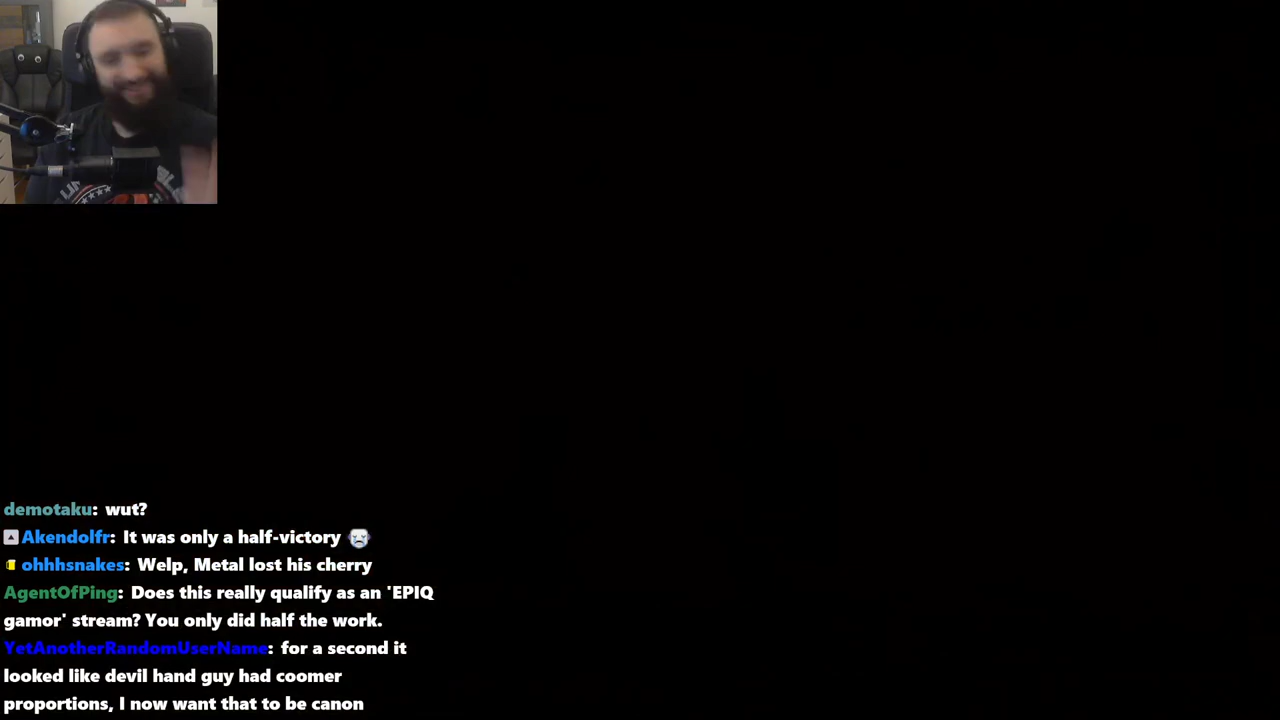 demotaku: wut?
Akendolfr: It was only a half-victory
ohhhsnakes: Welp, Metal lost his cherry
AgentOfPing: Does this really qualify as an 'EPIQ
gamor' stream? You only did half the work.
YetAnotherRandomUserName: for a second it
looked like devil hand guy had coomer
proportions, I now want that to be canon